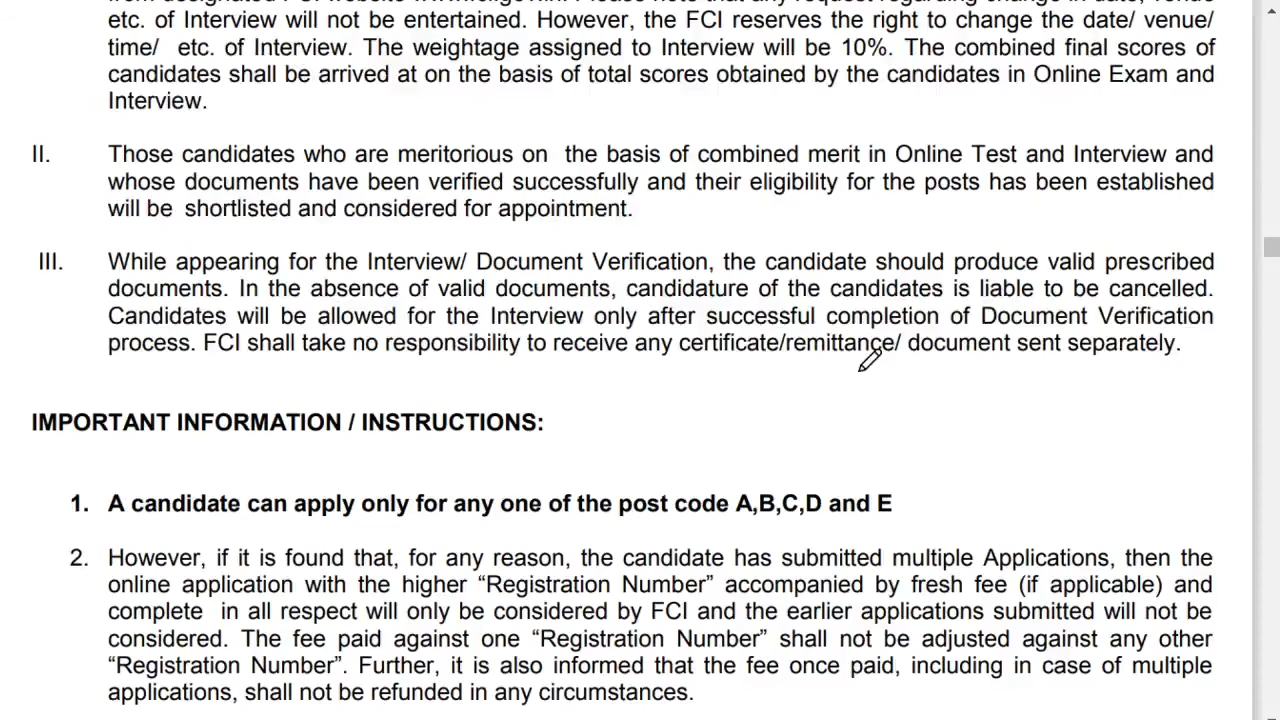 etc. of Interview will not be entertained. However, the FCI reserves the right to change the date/ venue/
time/ etc. of Interview. The weightage assigned to Interview will be 10%. The combined final scores of
candidates shall be arrived at on the basis of total scores obtained by the candidates in Online Exam and
Interview.
II. Those candidates who are meritorious on the basis of combined merit in Online Test and Interview and
whose documents have been verified successfully and their eligibility for the posts has been established
will be shortlisted and considered for appointment.
III. While appearing for the Interview/ Document Verification, the candidate should produce valid prescribed
documents. In the absence of valid documents, candidature of the candidates is liable to be cancelled.
Candidates will be allowed for the Interview only after successful completion of Document Verification
process. FCI shall take no responsibility to receive any certificate/remittance/ document sent separately.
IMPORTANT INFORMATION / INSTRUCTIONS:
1. A candidate can apply only for any one of the post code A,B,C,D and E
2. However, if it is found that, for any reason, the candidate has submitted multiple Applications, then the
online application with the higher “Registration Number” accompanied by fresh fee (if applicable) and
complete in all respect will only be considered by FCI and the earlier applications submitted will not be
considered. The fee paid against one “Registration Number” shall not be adjusted against any other
“Registration Number”. Further, it is also informed that the fee once paid, including in case of multiple
applications, shall not be refunded in any circumstances.